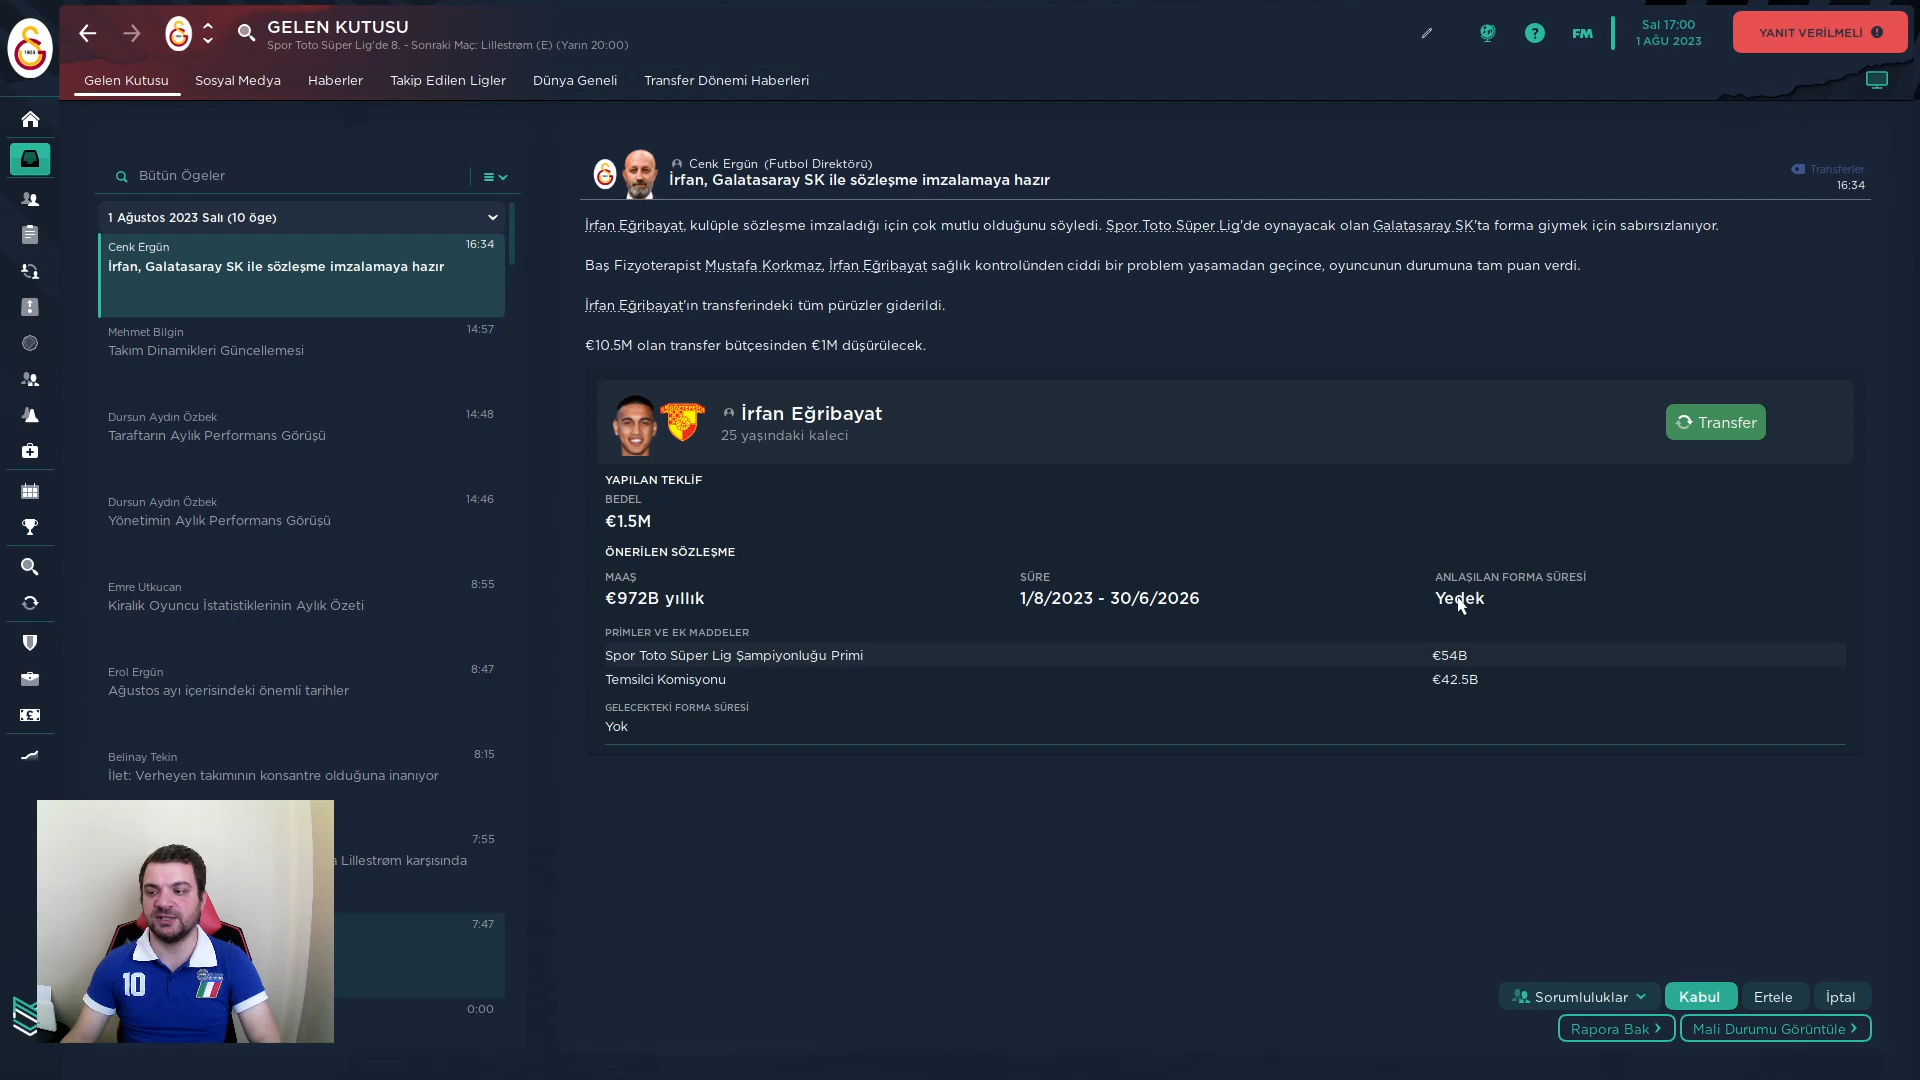 GELEN KUTUSU
Spor Toto Süper Lig'de 8. - Sonraki Maç: Lillestrøm (E) (Yarın 20:00)
FM
Sal 17:00
1 AĞU 2023
YANIT VERİLMELİ
Gelen Kutusu
Sosyal Medya
Haberler
Takip Edilen Ligler
Dünya Geneli
Transfer Dönemi Haberleri
Bütün Ögeler
1 Ağustos 2023 Salı (10 öge)
Cenk Ergün 16:34
İrfan, Galatasaray SK ile sözleşme imzalamaya hazır
Mehmet Bilgin 14:57
Takım Dinamikleri Güncellemesi
Dursun Aydın Özbek 14:48
Taraftarın Aylık Performans Görüşü
Dursun Aydın Özbek 14:46
Yönetimin Aylık Performans Görüşü
Emre Utkucan 8:55
Kiralık Oyuncu İstatistiklerinin Aylık Özeti
Erol Ergün 8:47
Ağustos ayı içerisindeki önemli tarihler
Belinay Tekin 8:15
İlet: Verheyen takımının konsantre olduğuna inanıyor
7:55
Lillestrøm karşısında
7:47
0:00
10
Cenk Ergün (Futbol Direktörü)
İrfan, Galatasaray SK ile sözleşme imzalamaya hazır
Transferler
16:34
İrfan Eğribayat, kulüple sözleşme imzaladığı için çok mutlu olduğunu söyledi. Spor Toto Süper Lig'de oynayacak olan Galatasaray SK'ta forma giymek için sabırsızlanıyor.
Baş Fizyoterapist Mustafa Korkmaz, İrfan Eğribayat sağlık kontrolünden ciddi bir problem yaşamadan geçince, oyuncunun durumuna tam puan verdi.
İrfan Eğribayat'ın transferindeki tüm pürüzler giderildi.
€10.5M olan transfer bütçesinden €1M düşürülecek.
İrfan Eğribayat
25 yaşındaki kaleci
Transfer
YAPILAN TEKLİF
BEDEL
€1.5M
ÖNERİLEN SÖZLEŞME
MAAŞ SÜRE ANLAŞILAN FORMA SÜRESİ
€972B yıllık 1/8/2023 - 30/6/2026 Yedek
PRİMLER VE EK MADDELER
Spor Toto Süper Lig Şampiyonluğu Primi €54B
Temsilci Komisyonu €42.5B
GELECEKTEKİ FORMA SÜRESİ
Yok
Sorumluluklar
Kabul
Ertele
İptal
Rapora Bak
Mali Durumu Görüntüle